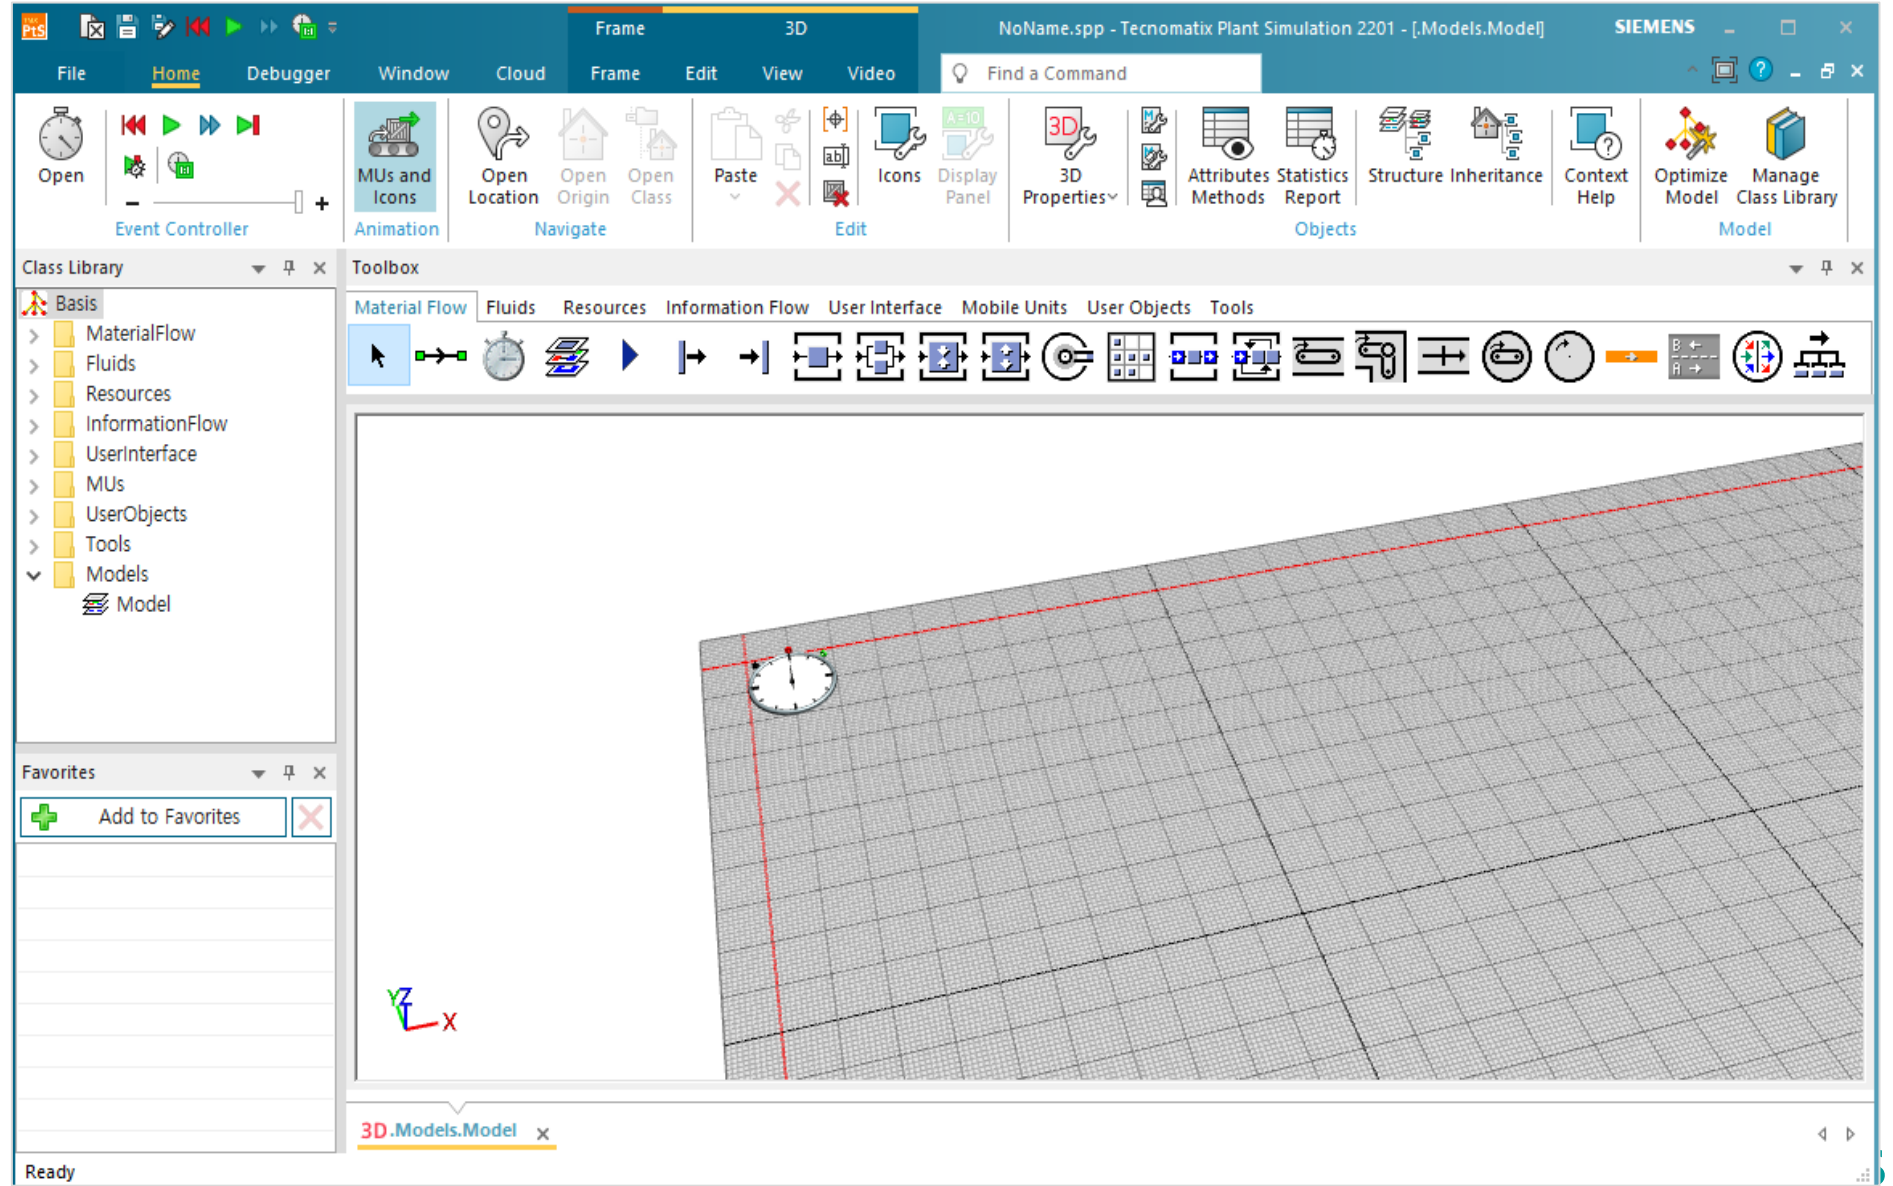 Frame 3D NoName.spp - Tecnomatix Plant Simulation 2201 - [.Models.Model] SIEMENS
File Home Debugger Window Cloud Frame Edit View Video Find a Command
Open
MUs and Icons
Open Location
Open Origin
Open Class
Paste
Icons
Display Panel
3D Properties
Attributes Methods
Statistics Report
Structure
Inheritance
Context Help
Optimize Model
Manage Class Library
Event Controller Animation Navigate Edit Objects Model
Class Library
Basis
MaterialFlow
Fluids
Resources
InformationFlow
UserInterface
MUs
UserObjects
Tools
Models
Model
Favorites
Add to Favorites
Toolbox
Material Flow Fluids Resources Information Flow User Interface Mobile Units User Objects Tools
B
A
Y Z
X
3D .Models.Model
Ready